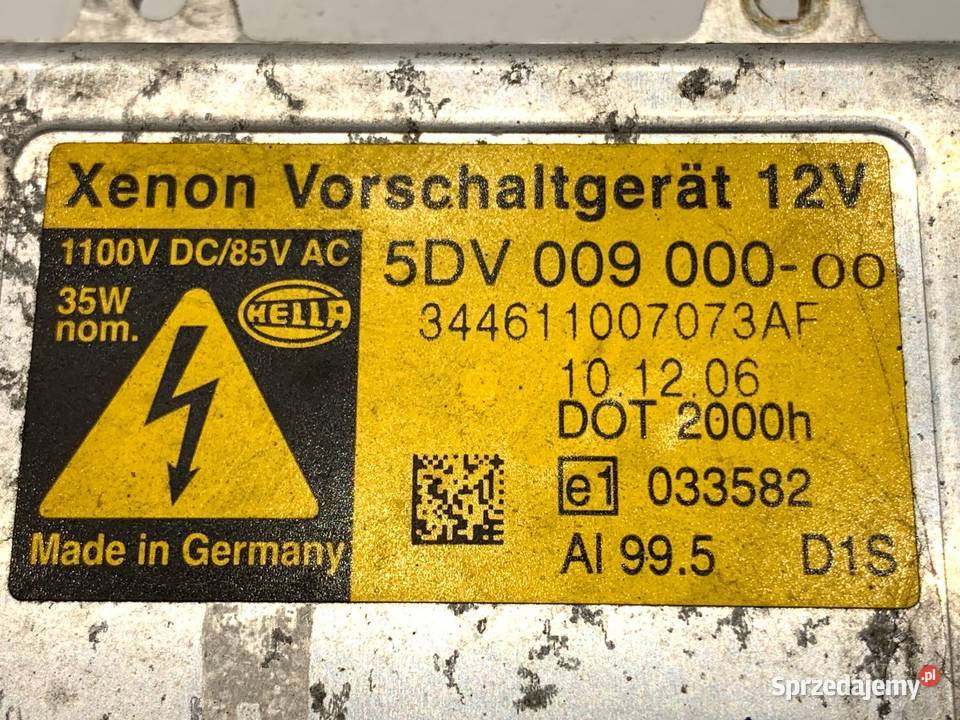 Xenon Vorschaltgerät 12V
1100V DC/85V AC
35W
nom.
HELLA
Made in Germany
5DV 009 000-00
344611007073AF
10.12.06
DOT 2000h
e1 033582
Al 99.5 D1S
Sprzedajemy.pl